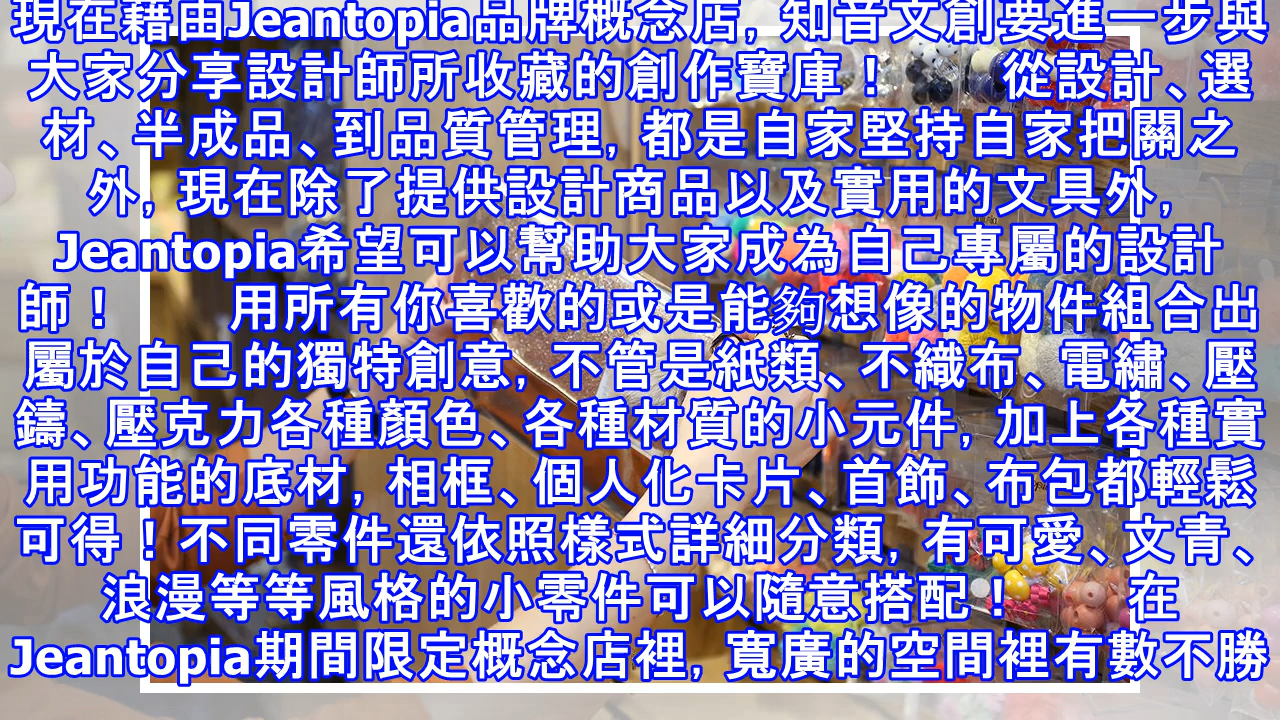 現在藉由Jeantopia品牌概念店, 知音文創要進一步與
大家分享設計師所收藏的創作寶庫！　　從設計、選
材、半成品、到品質管理, 都是自家堅持自家把關之
外, 現在除了提供設計商品以及實用的文具外,
Jeantopia希望可以幫助大家成為自己專屬的設計
師！　　用所有你喜歡的或是能夠想像的物件組合出
屬於自己的獨特創意, 不管是紙類、不織布、電繡、壓
鑄、壓克力各種顏色、各種材質的小元件, 加上各種實
用功能的底材, 相框、個人化卡片、首飾、布包都輕鬆
可得！不同零件還依照樣式詳細分類, 有可愛、文青、
浪漫等等風格的小零件可以隨意搭配！　　在
Jeantopia期間限定概念店裡, 寬廣的空間裡有數不勝